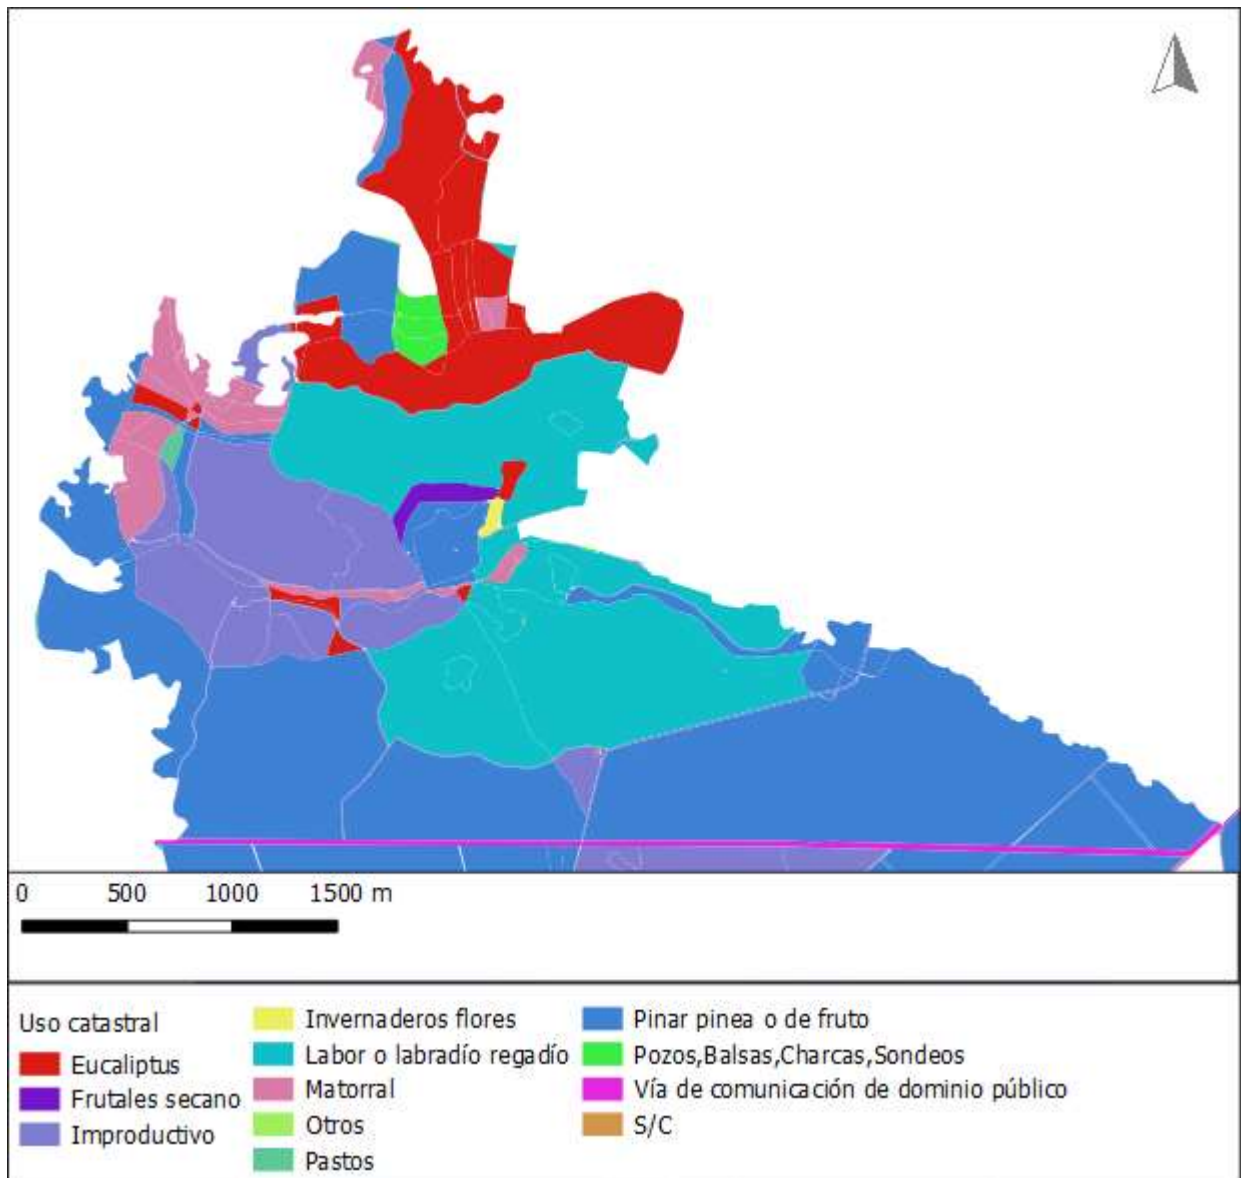 0 500 1000 1500 m
Uso catastral
Eucaliptus
Frutales secano
Improductivo
Invernaderos flores
Labor o labradío regadío
Matorral
Otros
Pastos
Pinar pinea o de fruto
Pozos,Balsas,Charcas,Sondeos
Vía de comunicación de dominio público
S/C